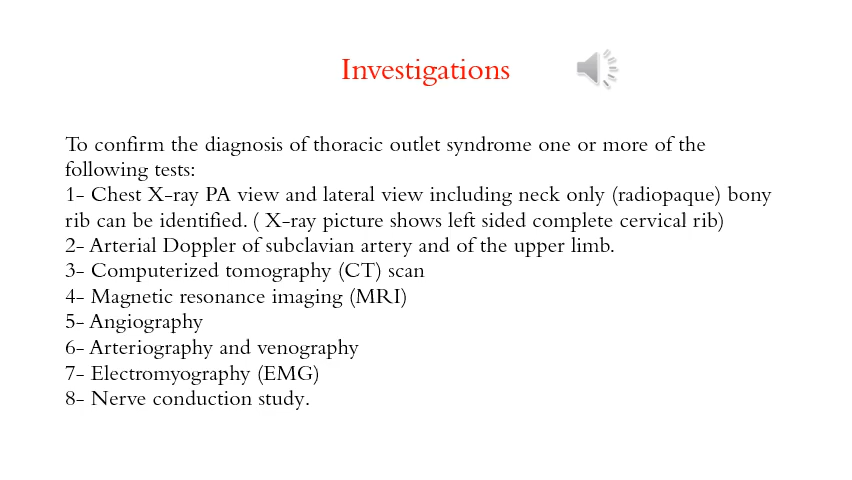 Investigations
To confirm the diagnosis of thoracic outlet syndrome one or more of the
following tests:
1- Chest X-ray PA view and lateral view including neck only (radiopaque) bony
rib can be identified. ( X-ray picture shows left sided complete cervical rib)
2- Arterial Doppler of subclavian artery and of the upper limb.
3- Computerized tomography (CT) scan
4- Magnetic resonance imaging (MRI)
5- Angiography
6- Arteriography and venography
7- Electromyography (EMG)
8- Nerve conduction study.